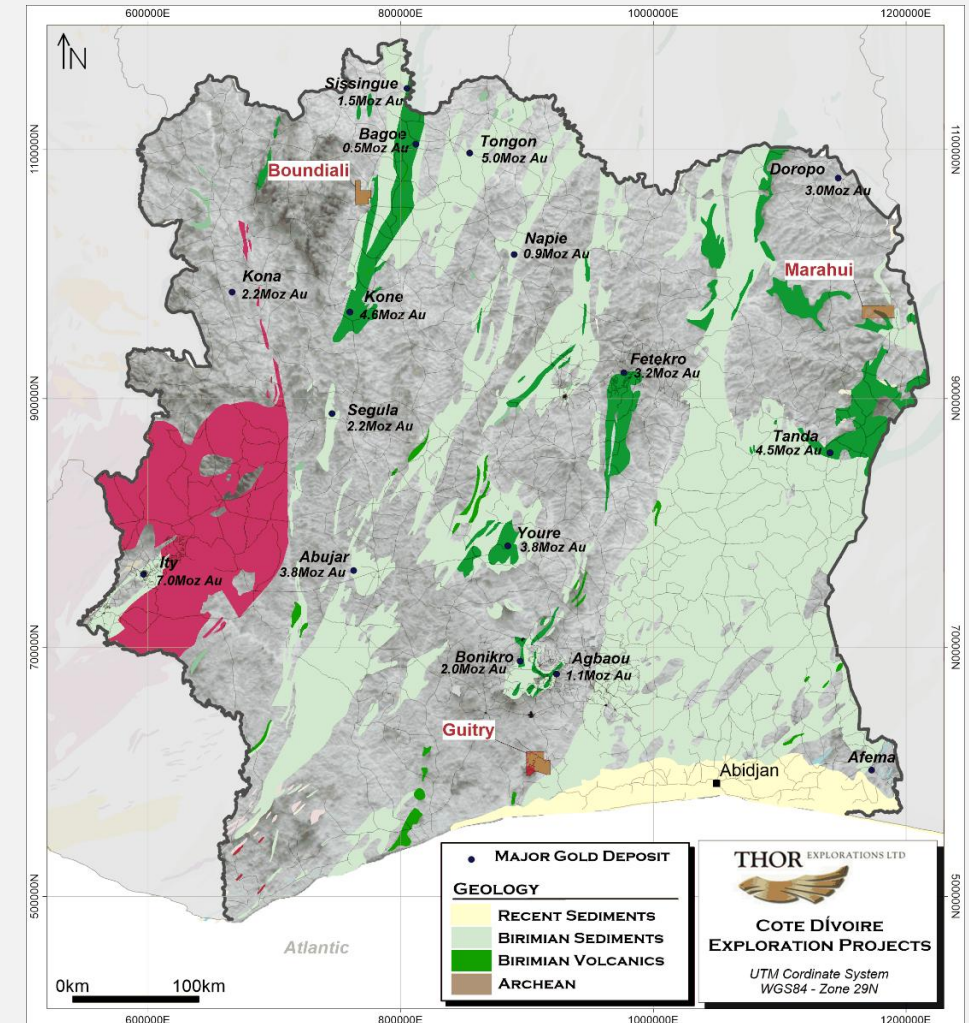 600000E
800000E
1000000E
1200000E
N
Sissingue
1.5Moz Au
Bagoe
0.5Moz Au
Tongon
5.0Moz Au
1100000N
1100000N
Boundiali
Doropo
3.0Moz Au
Napie
0.9Moz Au
Marahui
Kona
2.2Moz Au
Kone
4.6Moz Au
Fetekro
3.2Moz Au
900000N
900000N
Segula
2.2Moz Au
Tanda
4.5Moz Au
Youre
3.8Moz Au
Ity
7.0Moz Au
Abujar
3.8Moz Au
700000N
700000N
Bonikro
2.0Moz Au
Agbaou
1.1Moz Au
Guitry
Afema
Abidjan
MAJOR GOLD DEPOSIT
GEOLOGY
RECENT SEDIMENTS
BIRIMIAN SEDIMENTS
BIRIMIAN VOLCANICS
ARCHEAN
THOR EXPLORATIONS LTD
COTE DÍVOIRE
EXPLORATION PROJECTS
UTM Cordinate System
WGS84 - Zone 29N
500000N
500000N
Atlantic
0km 100km
600000E
800000E
1000000E
1200000E